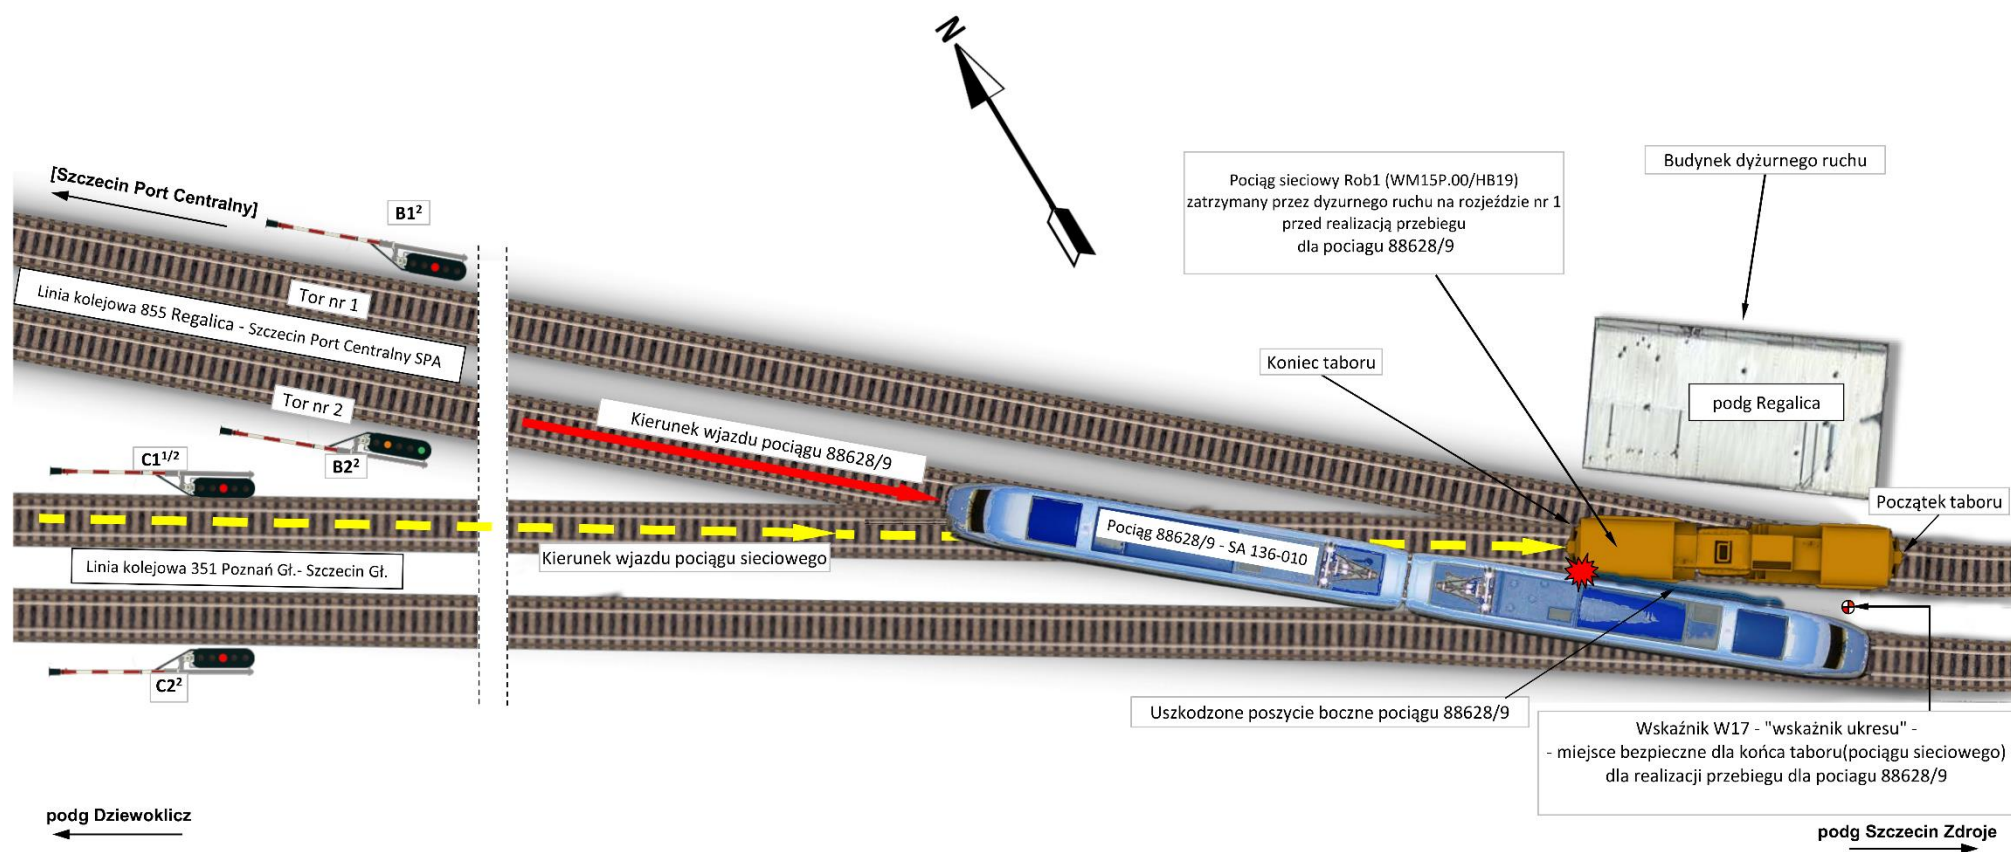 N
[Szczecin Port Centralny]
B1²
Tor nr 1
Linia kolejowa 855 Regalica - Szczecin Port Centralny SPA
Tor nr 2
B2²
C1¹/²
Linia kolejowa 351 Poznań Gł.- Szczecin Gł.
C2²
podg Dziewoklicz
Kierunek wjazdu pociągu 88628/9
Kierunek wjazdu pociągu sieciowego
Pociąg 88628/9 - SA 136-010
Pociąg sieciowy Rob1 (WM15P.00/HB19)
zatrzymany przez dyzurnego ruchu na rozjeździe nr 1
przed realizacją przebiegu
dla pociagu 88628/9
Budynek dyżurnego ruchu
Koniec taboru
podg Regalica
Początek taboru
Uszkodzone poszycie boczne pociągu 88628/9
Wskaźnik W17 - "wskażnik ukresu" -
- miejsce bezpieczne dla końca taboru(pociągu sieciowego)
dla realizacji przebiegu dla pociagu 88628/9
podg Szczecin Zdroje